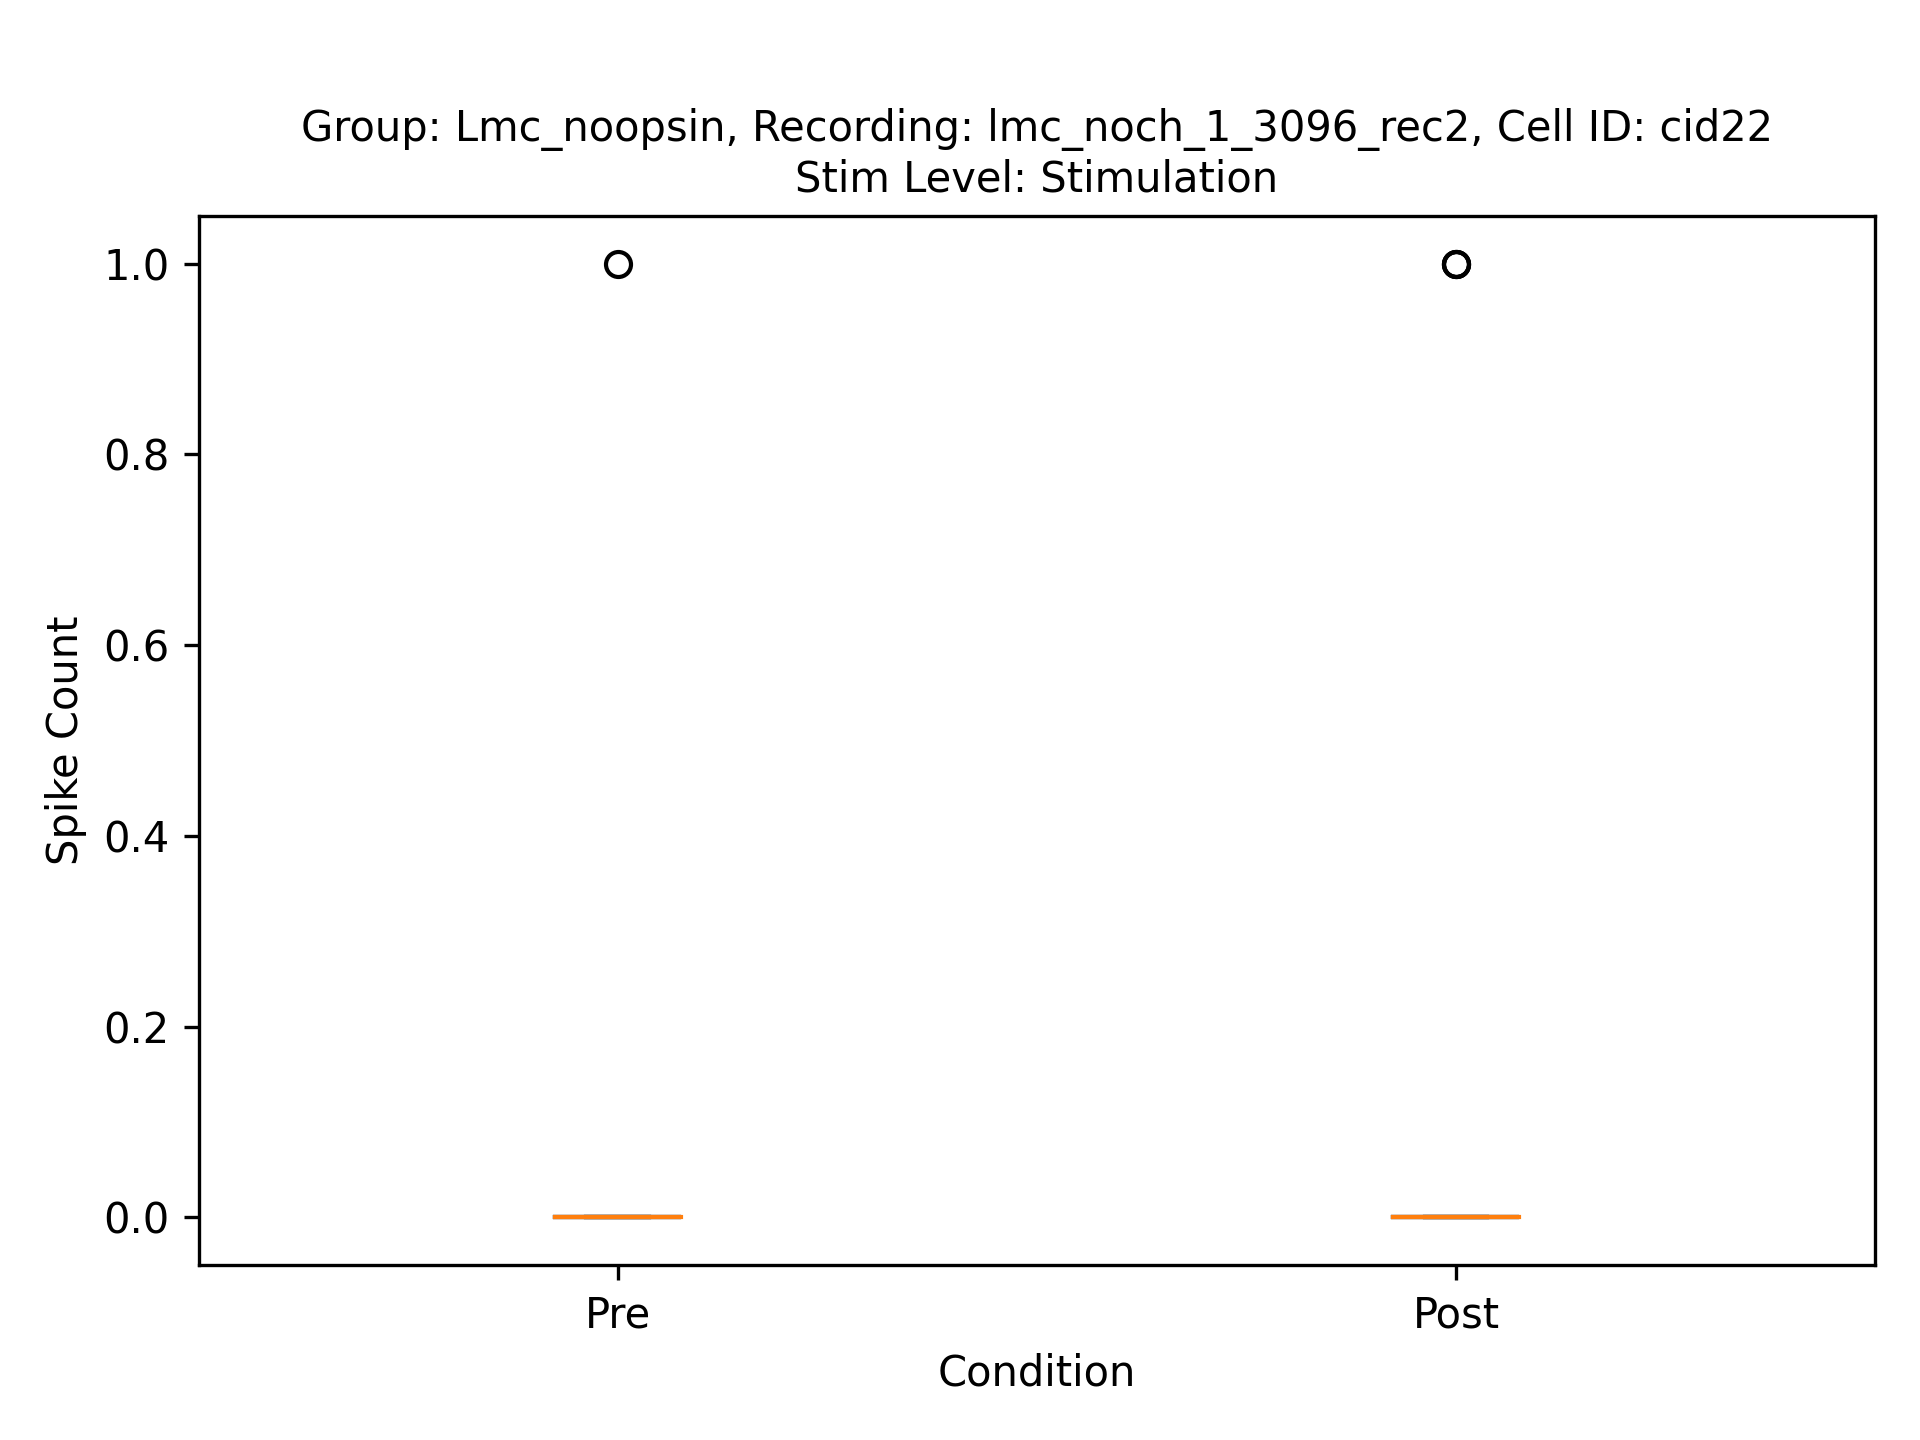 Group: Lmc_noopsin, Recording: lmc_noch_1_3096_rec2, Cell ID: cid22
Stim Level: Stimulation
1.0
0.8
0.6
0.4
0.2
0.0
Spike Count
Pre
Post
Condition